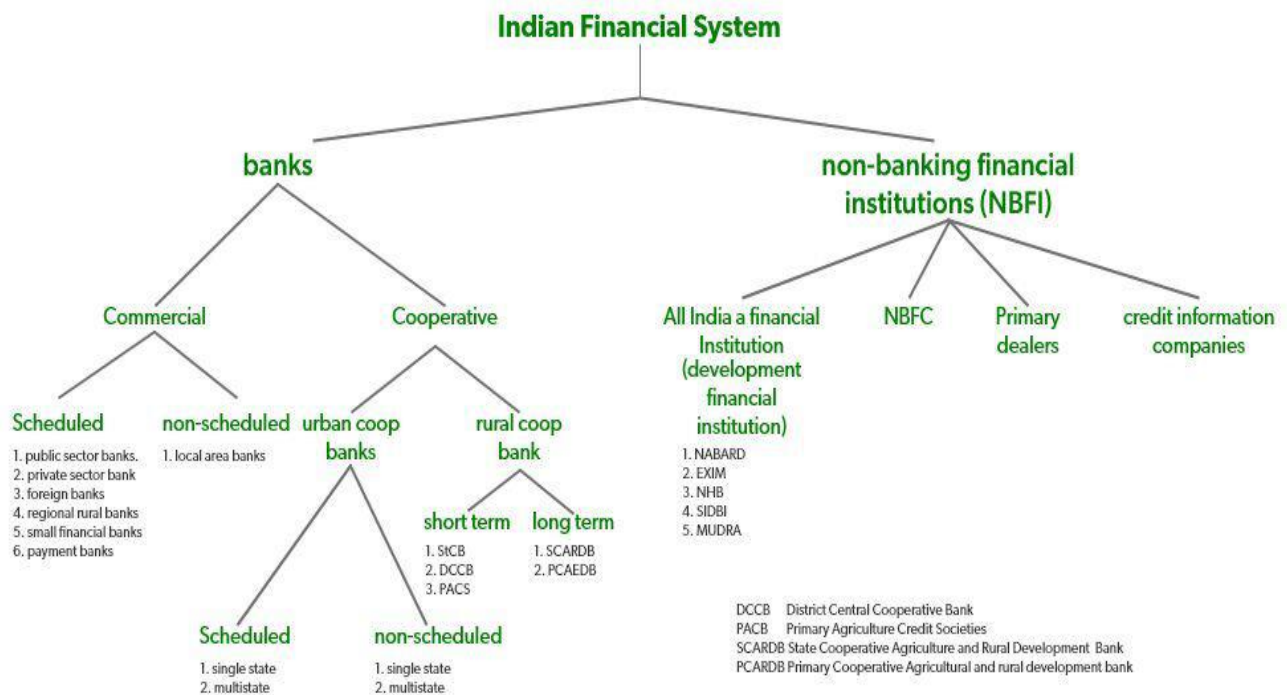 Indian Financial System
banks
non-banking financial
institutions (NBFI)
Commercial
Cooperative
All India a financial
Institution
(development
financial
institution)
NBFC
Primary
dealers
credit information
companies
Scheduled
1. public sector banks.
2. private sector bank
3. foreign banks
4. regional rural banks
5. small financial banks
6. payment banks
non-scheduled
1. local area banks
urban coop
banks
rural coop
bank
1. NABARD
2. EXIM
3. NHB
4. SIDBI
5. MUDRA
short term
1. StCB
2. DCCB
3. PACS
long term
1. SCARDB
2. PCAEDB
Scheduled
1. single state
2. multistate
non-scheduled
1. single state
2. multistate
DCCB District Central Cooperative Bank
PACB Primary Agriculture Credit Societies
SCARDB State Cooperative Agriculture and Rural Development Bank
PCARDB Primary Cooperative Agricultural and rural development bank